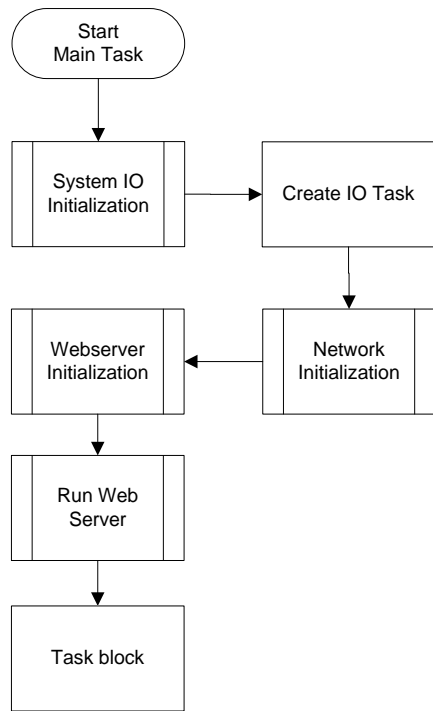 Start
Main Task
System IO
Initialization
Create IO Task
Network
Initialization
Webserver
Initialization
Run Web
Server
Task block